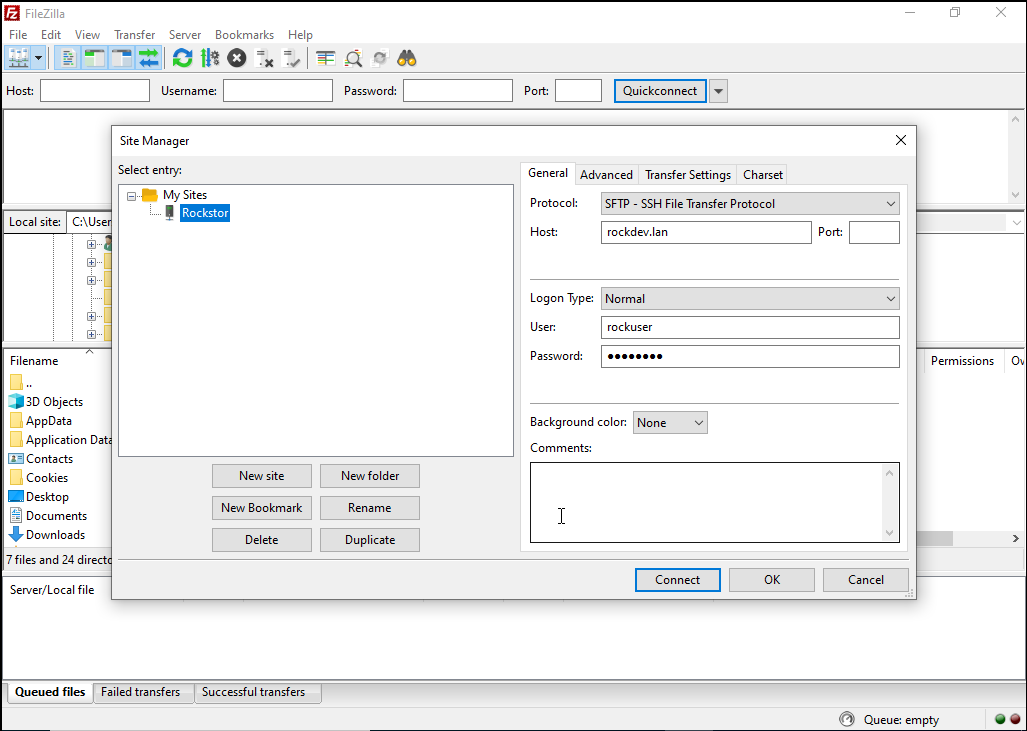 FileZilla
File Edit View Transfer Server Bookmarks Help
Host: Username: Password: Port: Quickconnect
Site Manager
Select entry:
My Sites
Rockstor
New site New folder
New Bookmark Rename
Delete Duplicate
General Advanced Transfer Settings Charset
Protocol: SFTP - SSH File Transfer Protocol
Host: rockdev.lan Port:
Logon Type: Normal
User: rockuser
Password: ●●●●●●●●
Background color: None
Comments:
Connect OK Cancel
Local site: C:\User
Filename
..
3D Objects
AppData
Application Data
Contacts
Cookies
Desktop
Documents
Downloads
7 files and 24 directo
Permissions Ow
Server/Local file
Queued files Failed transfers Successful transfers
Queue: empty